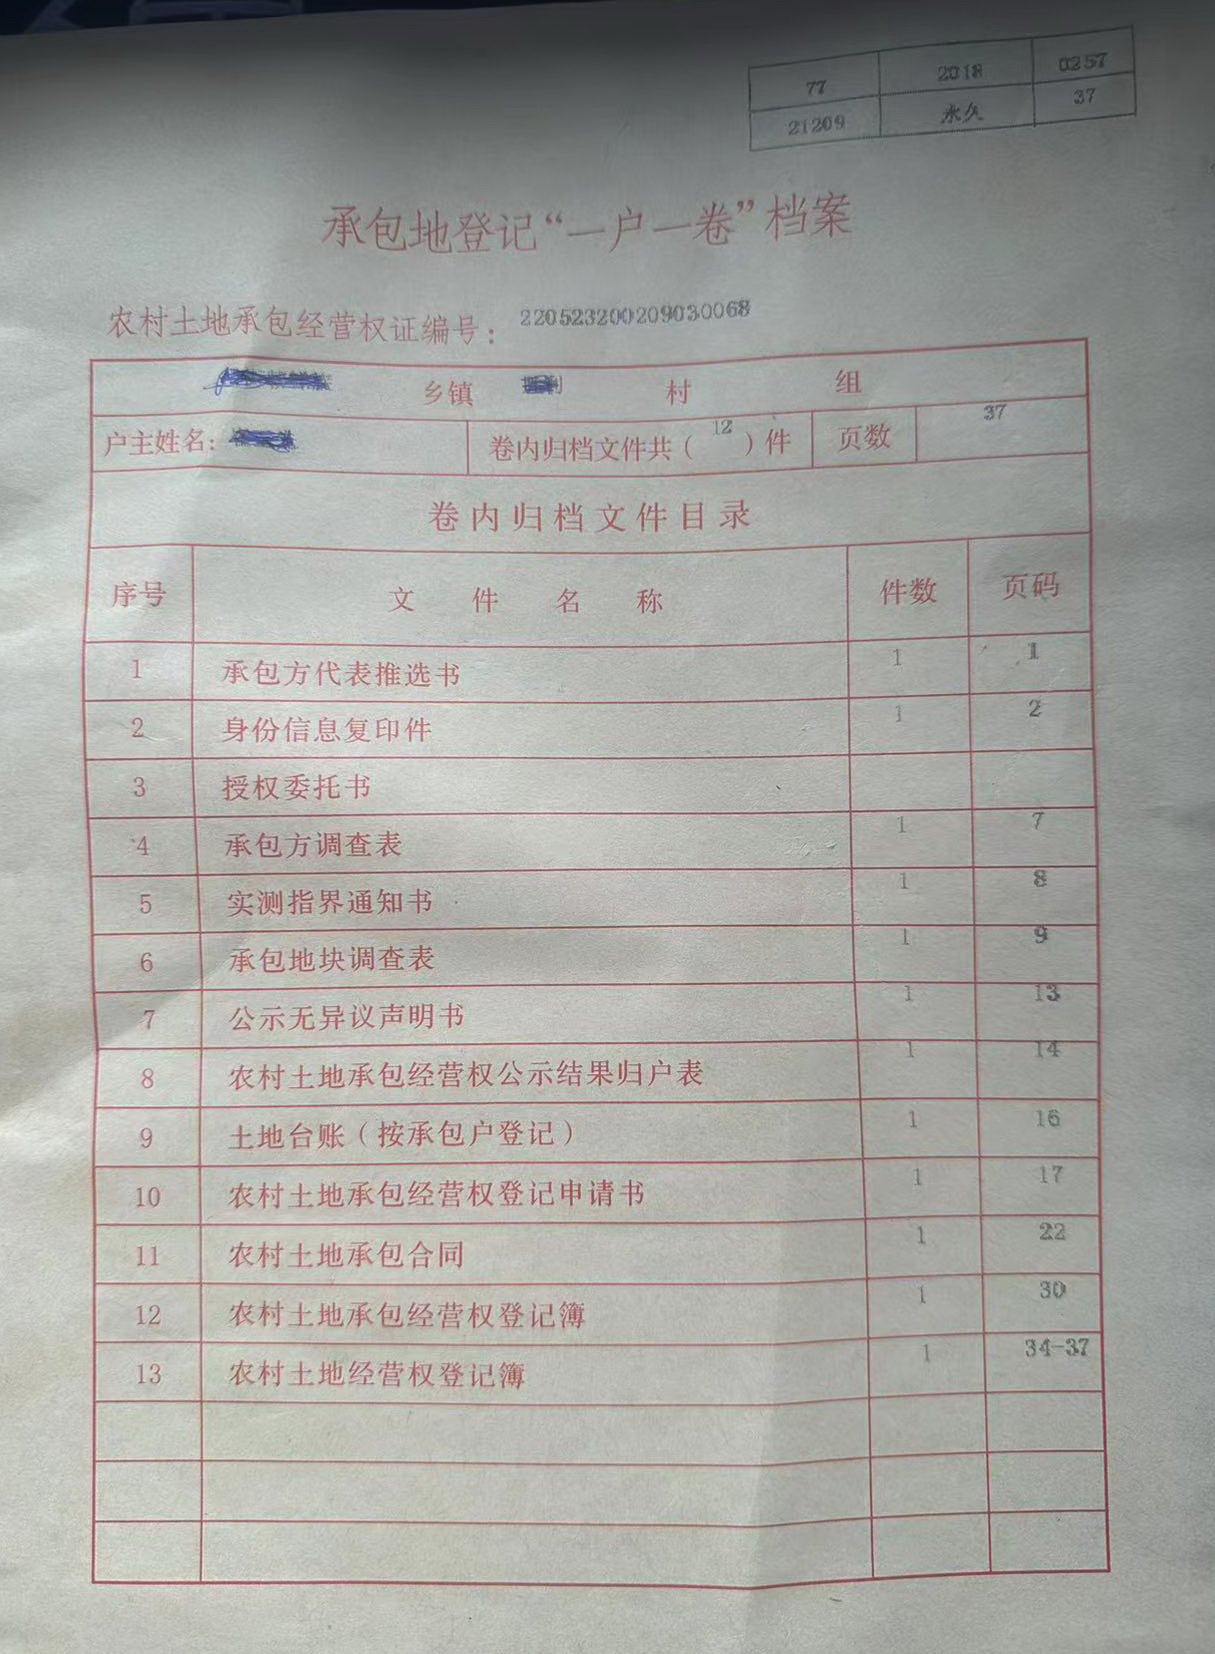 77 2018 0257
21209 永久 37
承包地登记“一户一卷”档案
农村土地承包经营权证编号：220523200209030068
乡镇 村 组
户主姓名： 卷内归档文件共（12）件 页数 37
卷内归档文件目录
序号 文件名称 件数 页码
1 承包方代表推选书 1 1
2 身份信息复印件 1 2
3 授权委托书
4 承包方调查表 1 7
5 实测指界通知书 1 8
6 承包地块调查表 1 9
7 公示无异议声明书 1 13
8 农村土地承包经营权公示结果归户表 1 14
9 土地台账（按承包户登记） 1 16
10 农村土地承包经营权登记申请书 1 17
11 农村土地承包合同 1 22
12 农村土地承包经营权登记簿 1 30
13 农村土地经营权登记簿 1 34-37